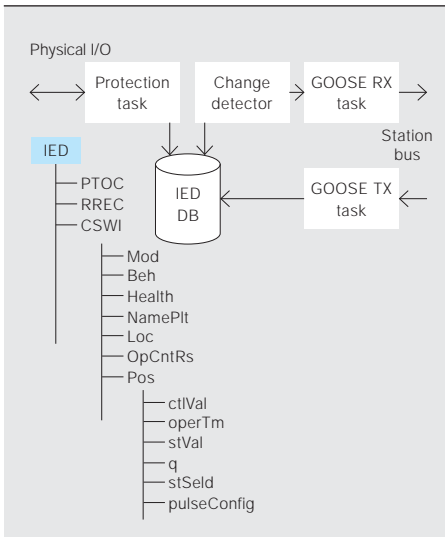 Physical I/O
Protection
task
Change
detector
GOOSE RX
task
Station
bus
IED
PTOC
RREC
CSWI
IED
DB
GOOSE TX
task
Mod
Beh
Health
NamePlt
Loc
OpCntRs
Pos
ctlVal
operTm
stVal
q
stSeld
pulseConfig